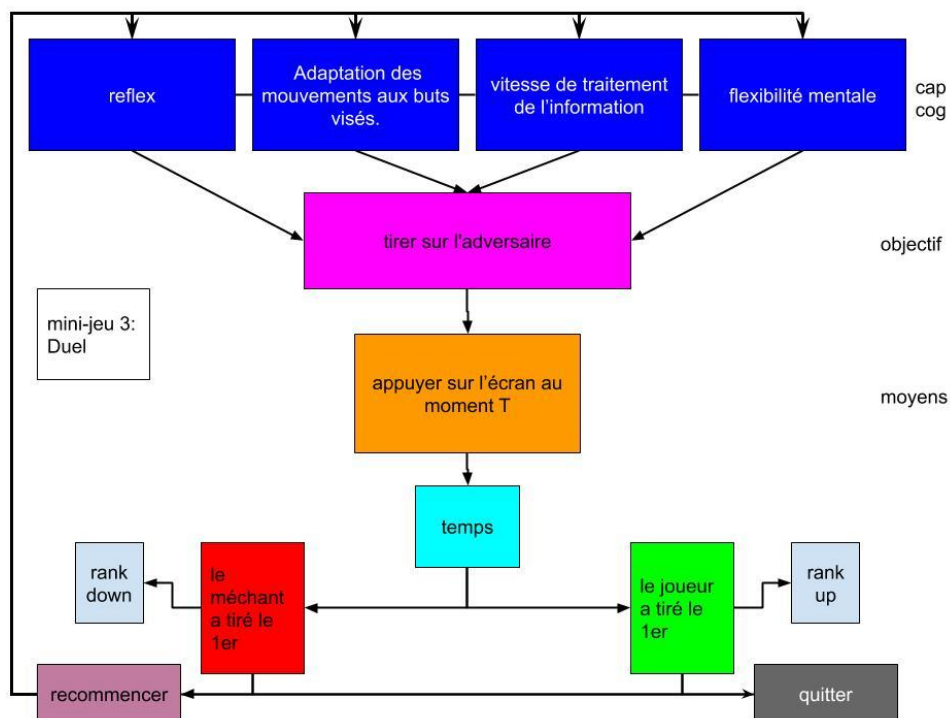 reflex
Adaptation des
mouvements aux buts
visés.
vitesse de traitement
de l'information
flexibilité mentale
cap
cog
tirer sur l'adversaire
objectif
mini-jeu 3:
Duel
appuyer sur l'écran au
moment T
moyens
temps
rank
down
le
méchant
a tiré le
1er
le joueur
a tiré le
1er
rank
up
recommencer
quitter